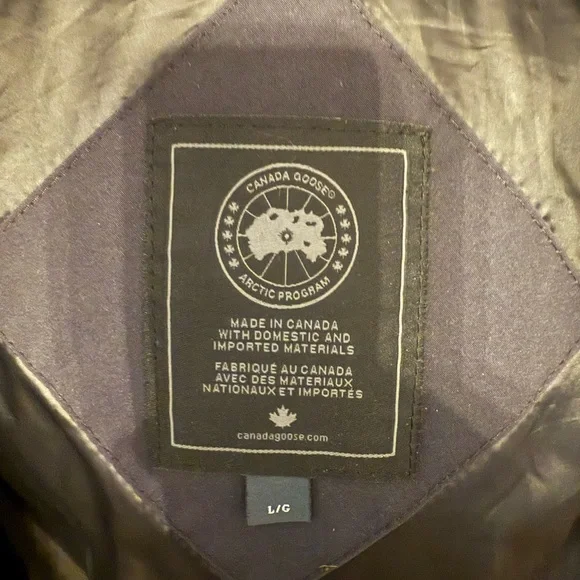 CANADA GOOSE®
ARCTIC PROGRAM
MADE IN CANADA
WITH DOMESTIC AND
IMPORTED MATERIALS
FABRIQUÉ AU CANADA
AVEC DES MATERIAUX
NATIONAUX ET IMPORTÉS
canadagoose.com
L/G